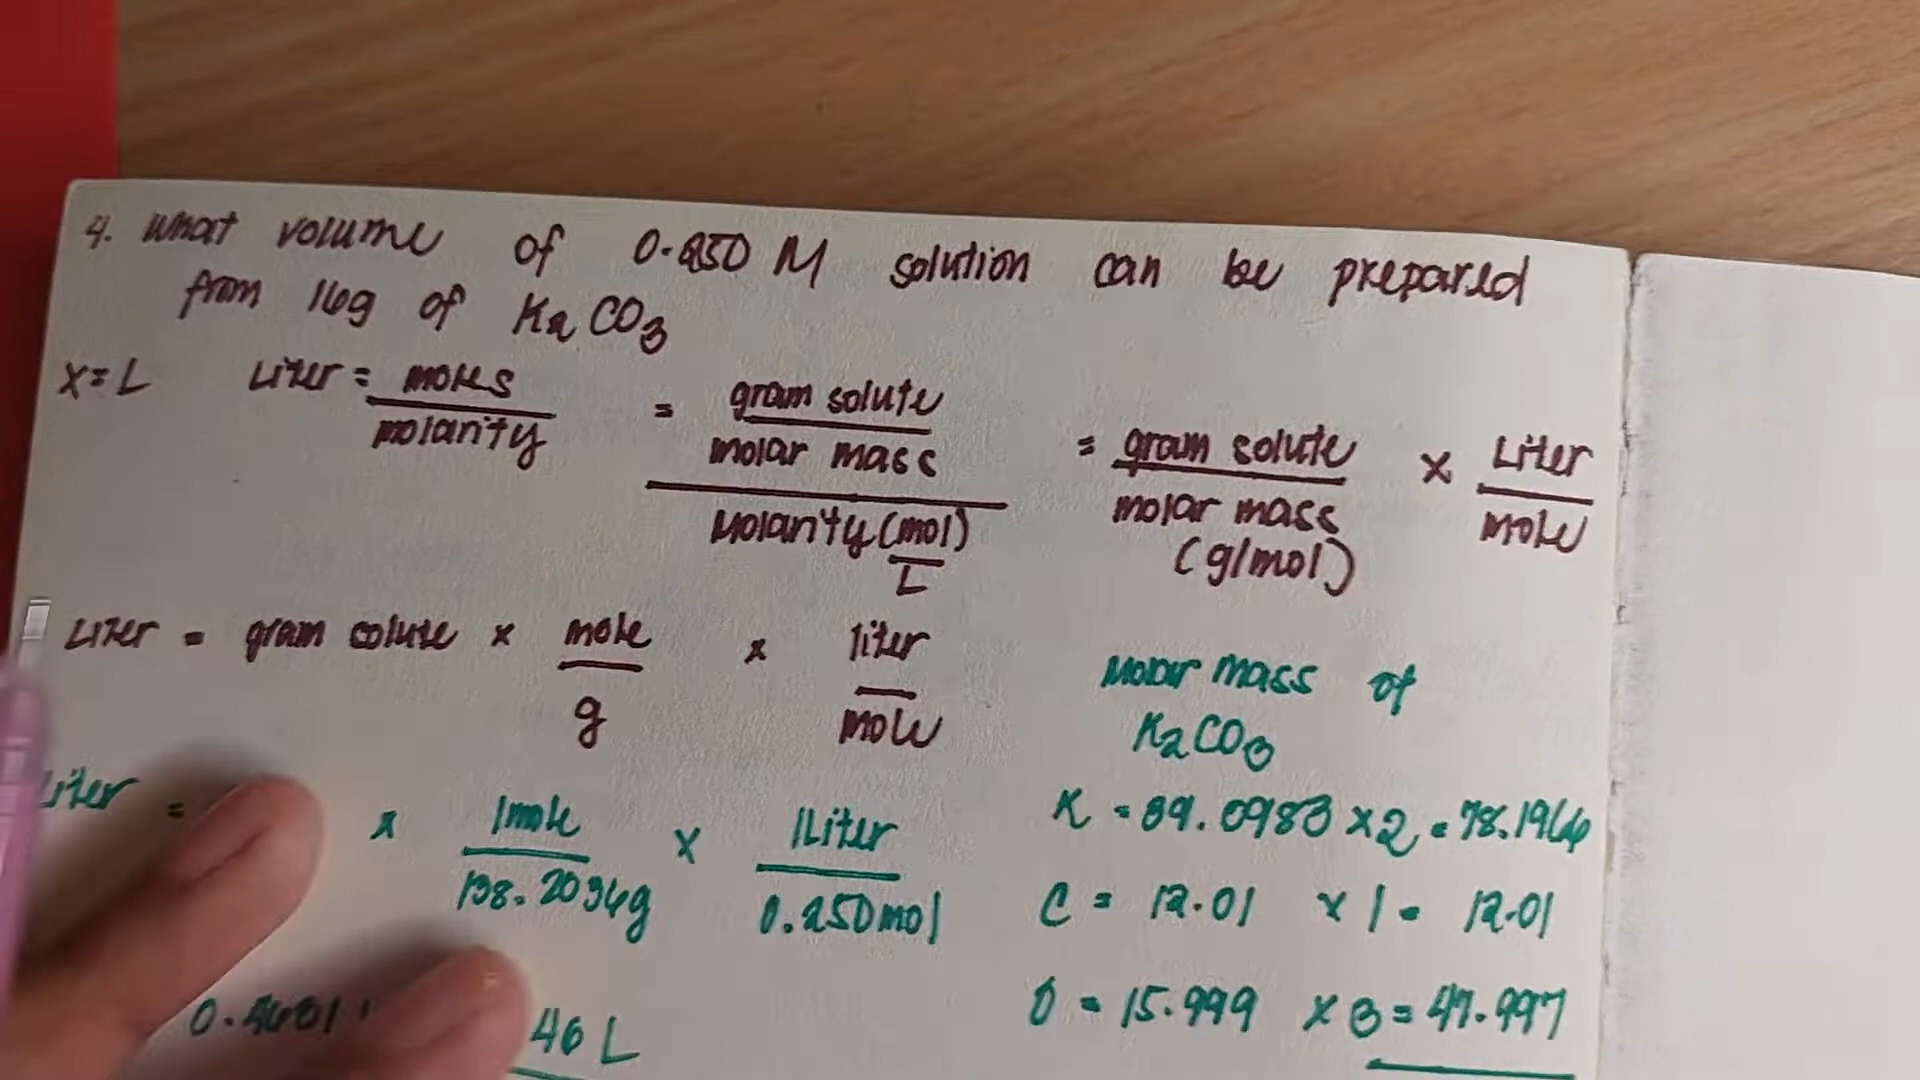 4. What volume of 0.250 M solution can be prepared
from 16g of K2CO3
x = L Liter = moles / molarity = gram solute / molar mass / Molarity (mol / L) = gram solute / molar mass (g/mol) x Liter / mole
Liter = gram solute x mole / g x liter / mole
Molar mass of
K2CO3
Liter = x 1mole / 138.2036g x 1Liter / 0.250mol
K = 39.0983 x 2 = 78.1966
C = 12.01 x 1 = 12.01
O = 15.999 x 3 = 47.997
46 L